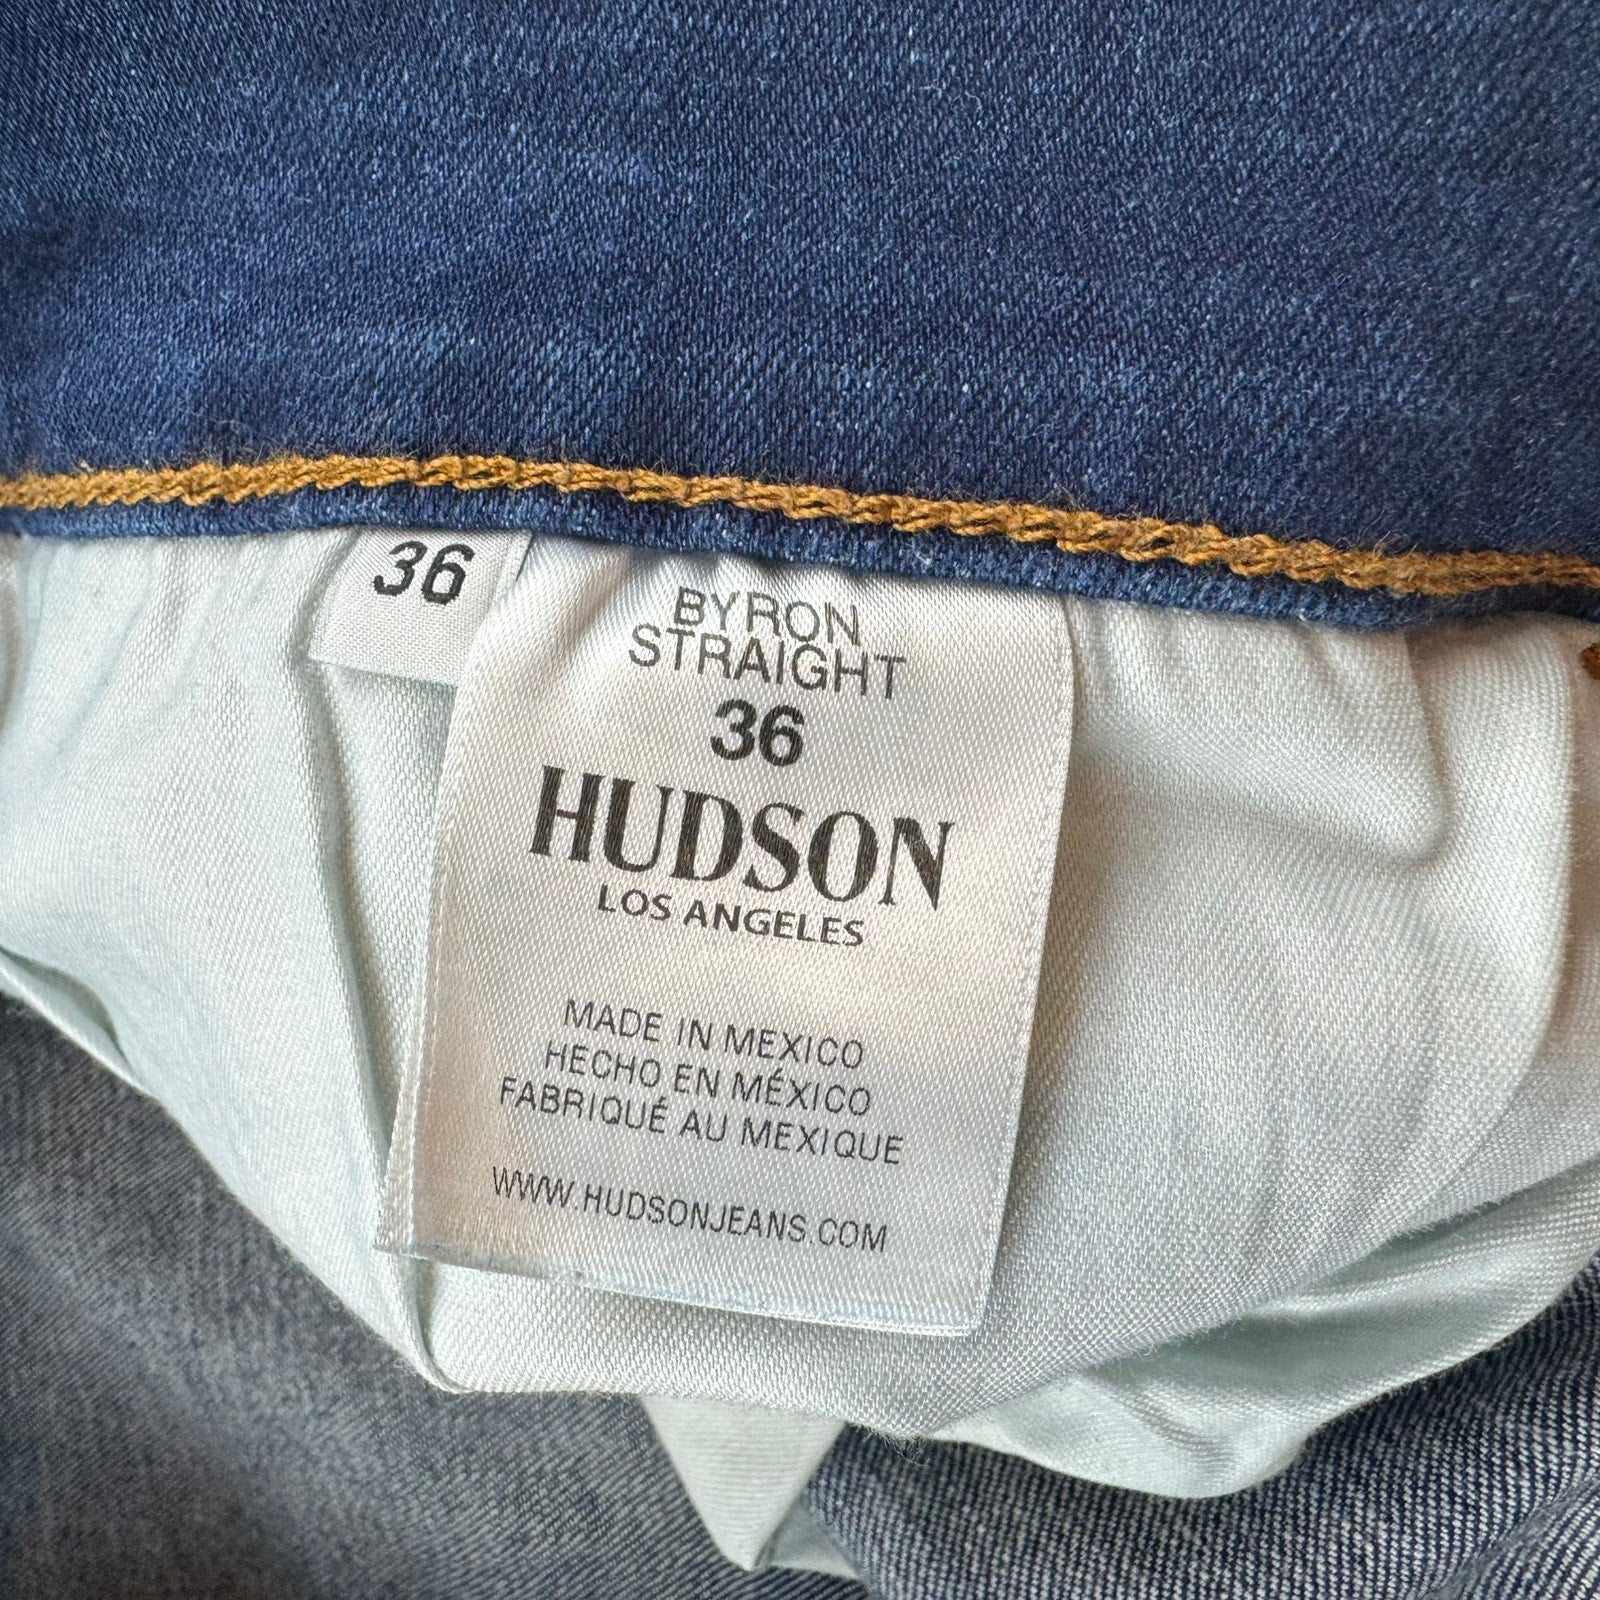 36
BYRON
STRAIGHT
36
HUDSON
LOS ANGELES
MADE IN MEXICO
HECHO EN MÉXICO
FABRIQUÉ AU MEXIQUE
WWW.HUDSONJEANS.COM